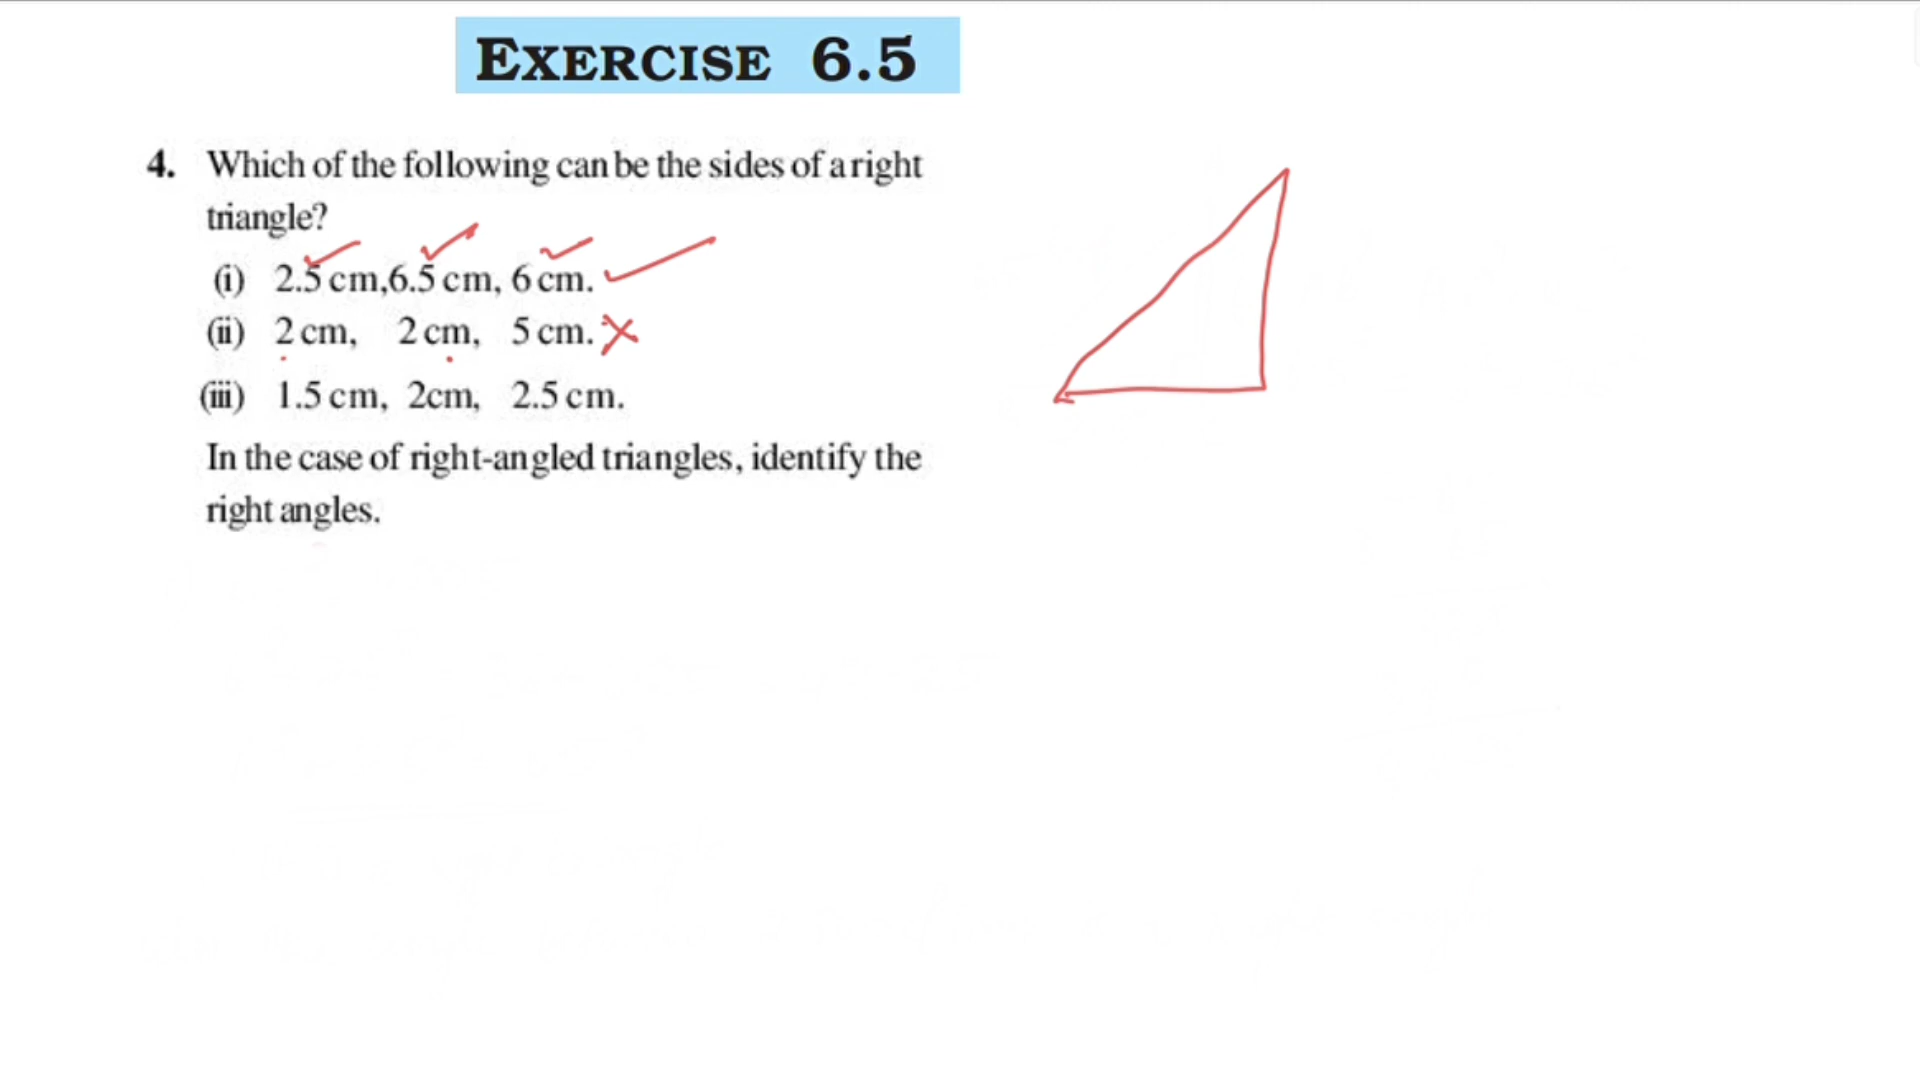 EXERCISE 6.5
4. Which of the following can be the sides of a right
triangle?
(i) 2.5 cm,6.5 cm, 6 cm.
(ii) 2 cm, 2 cm, 5 cm.
(iii) 1.5 cm, 2cm, 2.5 cm.
In the case of right-angled triangles, identify the
right angles.